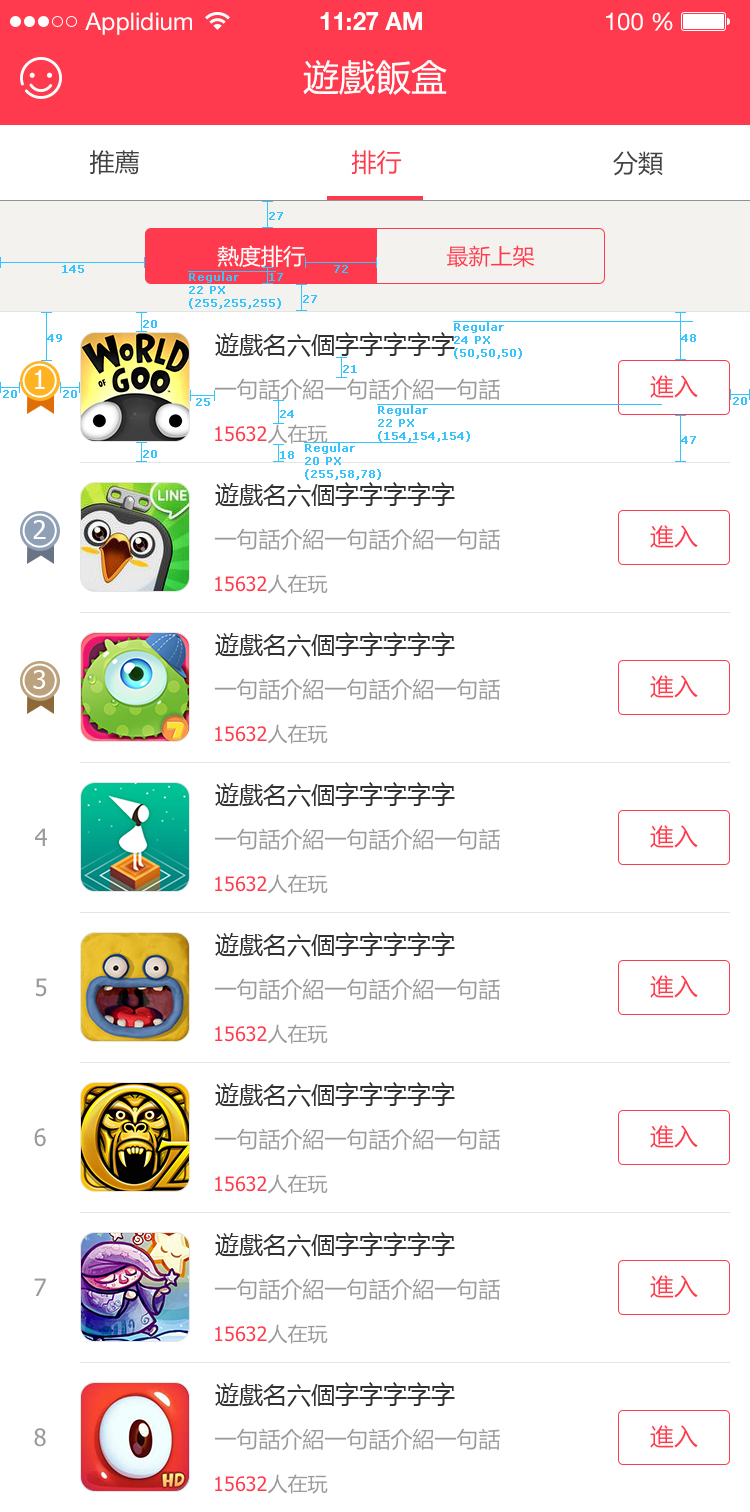 Applidium 11:27 AM 100 %
遊戲飯盒
推薦 排行 分類
27
熱度排行 最新上架
145 72
Regular 17
22 PX
(255,255,255)
27
20
49
遊戲名六個字字字字字
Regular
24 PX
(50,50,50)
48
WORLD OF GOO
1
21
一句話介紹一句話介紹一句話
進入
20 20 25 20
24
Regular
22 PX
(154,154,154)
15632人在玩
47
20 18
Regular
20 PX
(255,58,78)
LINE
遊戲名六個字字字字字
2
一句話介紹一句話介紹一句話
進入
15632人在玩
遊戲名六個字字字字字
3
一句話介紹一句話介紹一句話
進入
7
15632人在玩
遊戲名六個字字字字字
4
一句話介紹一句話介紹一句話
進入
15632人在玩
遊戲名六個字字字字字
5
一句話介紹一句話介紹一句話
進入
15632人在玩
遊戲名六個字字字字字
6
一句話介紹一句話介紹一句話
進入
OZ
15632人在玩
遊戲名六個字字字字字
7
一句話介紹一句話介紹一句話
進入
15632人在玩
遊戲名六個字字字字字
8
一句話介紹一句話介紹一句話
進入
HD
15632人在玩